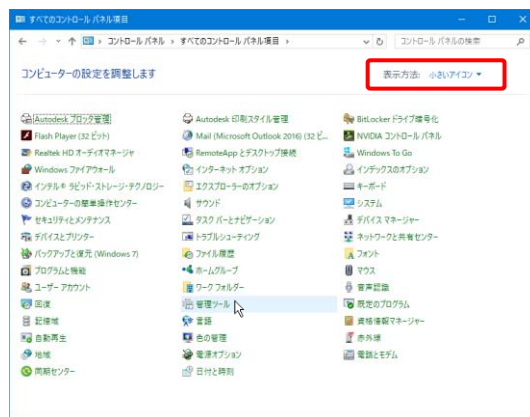 すべてのコントロール パネル項目
コントロール パネル › すべてのコントロール パネル項目 ›
コントロール パネルの検索
コンピューターの設定を調整します
表示方法: 小さいアイコン
Autodesk プロッタ管理
Autodesk 印刷スタイル管理
BitLocker ドライブ暗号化
Flash Player (32 ビット)
Mail (Microsoft Outlook 2016) (32 ビ...
NVIDIA コントロール パネル
Realtek HD オーディオマネージャ
RemoteApp とデスクトップ接続
Windows To Go
Windows ファイアウォール
インターネット オプション
インデックスのオプション
インテル® ラピッド・ストレージ・テクノロジー
エクスプローラーのオプション
キーボード
コンピューターの簡単操作センター
サウンド
システム
セキュリティとメンテナンス
タスク バーとナビゲーション
デバイス マネージャー
デバイスとプリンター
トラブルシューティング
ネットワークと共有センター
バックアップと復元 (Windows 7)
ファイル履歴
フォント
プログラムと機能
ホームグループ
マウス
ユーザー アカウント
ワーク フォルダー
音声認識
回復
管理ツール
既定のプログラム
記憶域
言語
資格情報マネージャー
自動再生
色の管理
赤外線
地域
電源オプション
電話とモデム
同期センター
日付と時刻